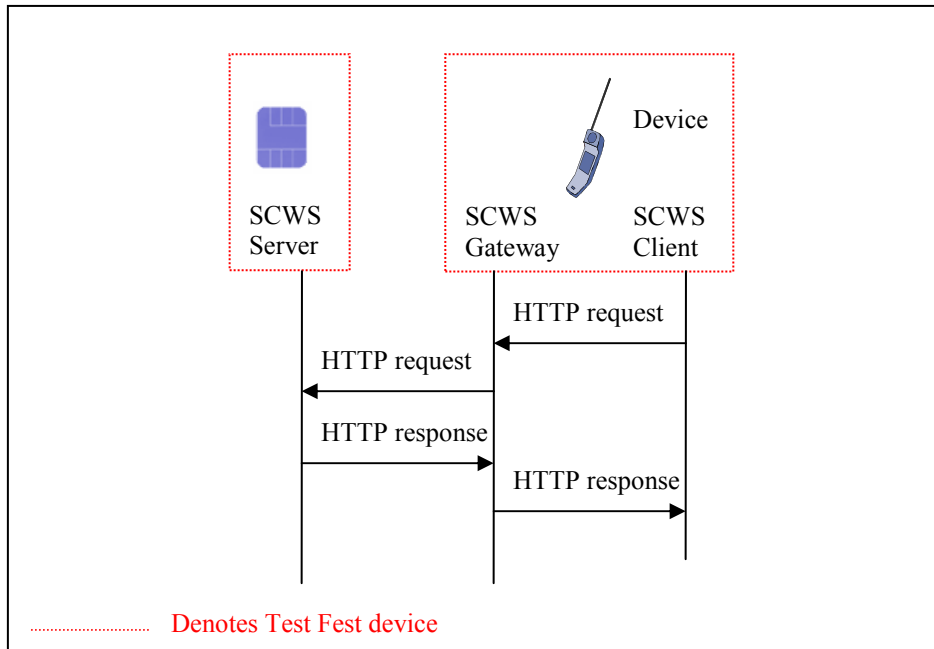 Device
SCWS
Server
SCWS
Gateway
SCWS
Client
HTTP request
HTTP request
HTTP response
HTTP response
Denotes Test Fest device